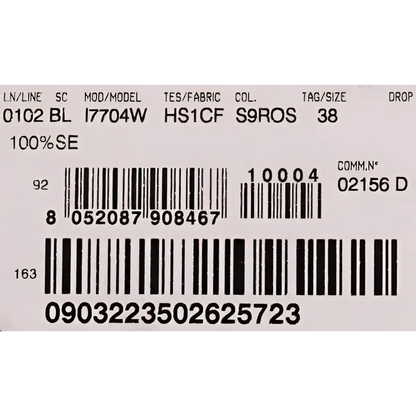 LN/LINE SC MOD/MODEL TES/FABRIC COL. TAG/SIZE DROP
0102 BL I7704W HS1CF S9ROS 38
100%SE
COMM.N°
10004
92 02156 D
8 052087 908467
163
0903223502625723